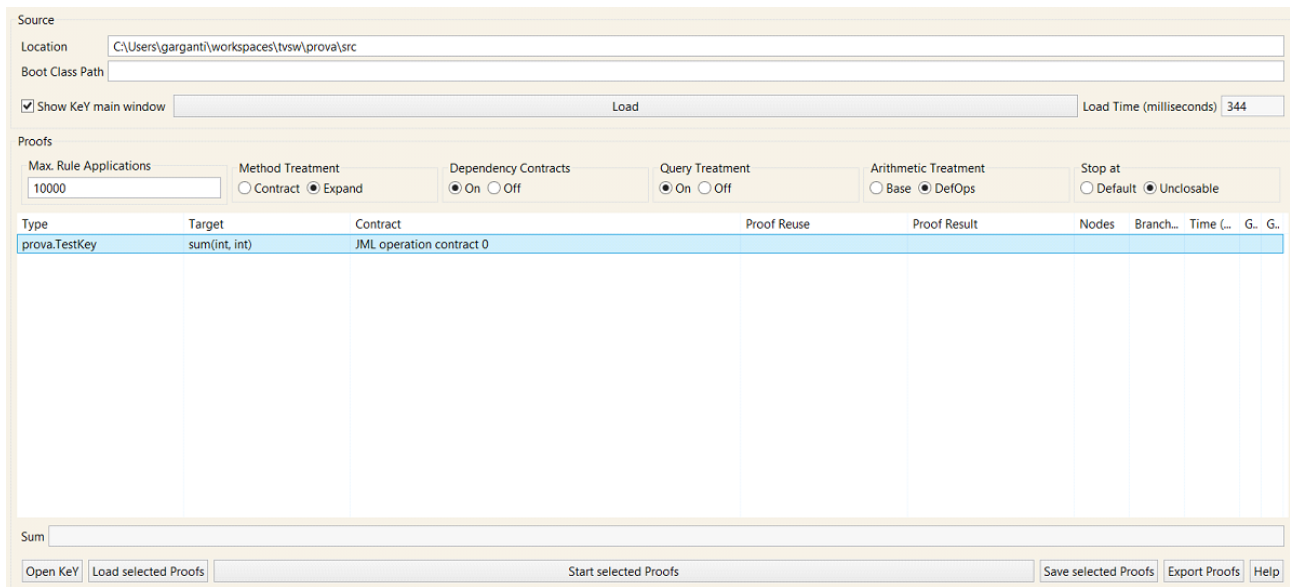 Source
Location C:\Users\garganti\workspaces\tvsw\prova\src
Boot Class Path
Show KeY main window Load Load Time (milliseconds) 344
Proofs
Max. Rule Applications Method Treatment Dependency Contracts Query Treatment Arithmetic Treatment Stop at
10000 Contract Expand On Off On Off Base DefOps Default Unclosable
Type Target Contract Proof Reuse Proof Result Nodes Branch... Time (... G.. G..
prova.TestKey sum(int, int) JML operation contract 0
Sum
Open KeY Load selected Proofs Start selected Proofs Save selected Proofs Export Proofs Help